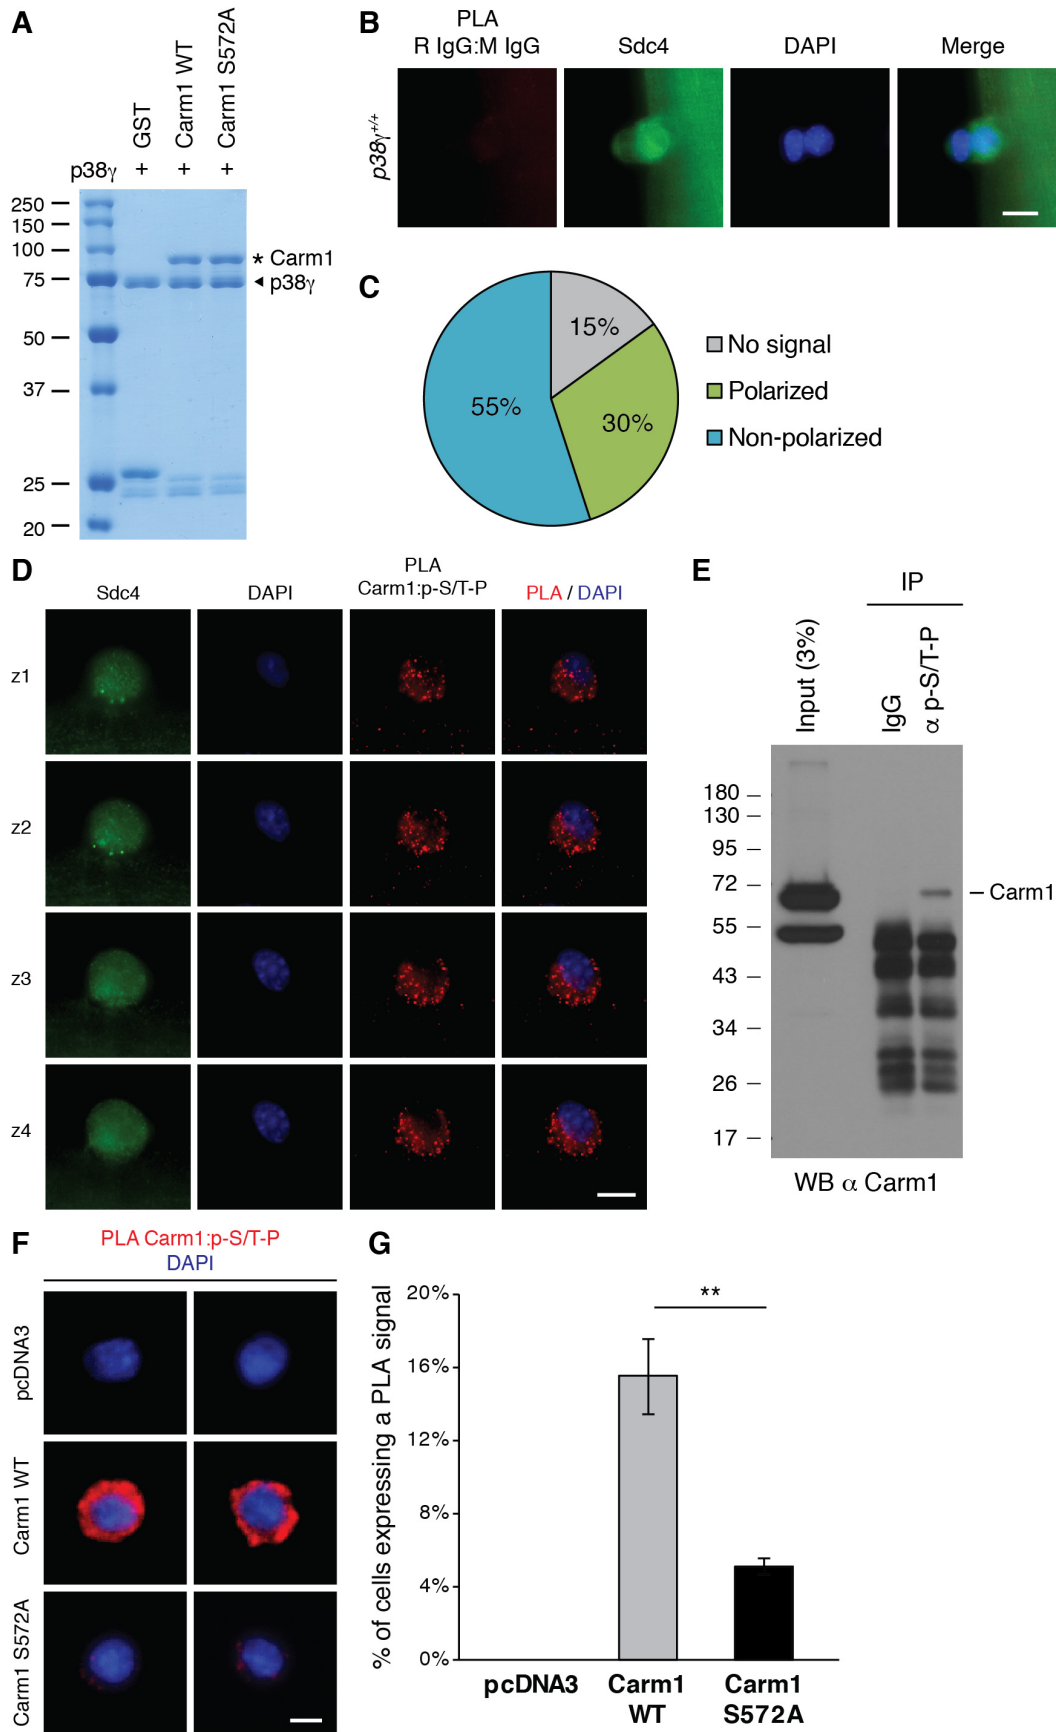 A
GST
Carm1 WT
Carm1 S572A
p38γ + + +
250
150
100
75
50
37
25
20
* Carm1
◄ p38γ
B
PLA
R IgG:M IgG
Sdc4
DAPI
Merge
p38γ+/+
C
15%
30%
55%
No signal
Polarized
Non-polarized
D
Sdc4
DAPI
PLA
Carm1:p-S/T-P
PLA / DAPI
z1
z2
z3
z4
E
IP
Input (3%)
IgG
α p-S/T-P
180
130
95
72
55
43
34
26
17
Carm1
WB α Carm1
F
PLA Carm1:p-S/T-P
DAPI
pcDNA3
Carm1 WT
Carm1 S572A
G
% of cells expressing a PLA signal
20%
16%
12%
8%
4%
0%
**
pcDNA3
Carm1
WT
Carm1
S572A